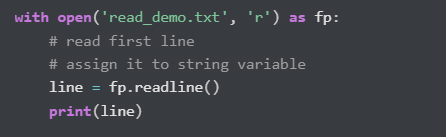 with open('read_demo.txt', 'r') as fp:
    # read first line
    # assign it to string variable
    line = fp.readline()
    print(line)